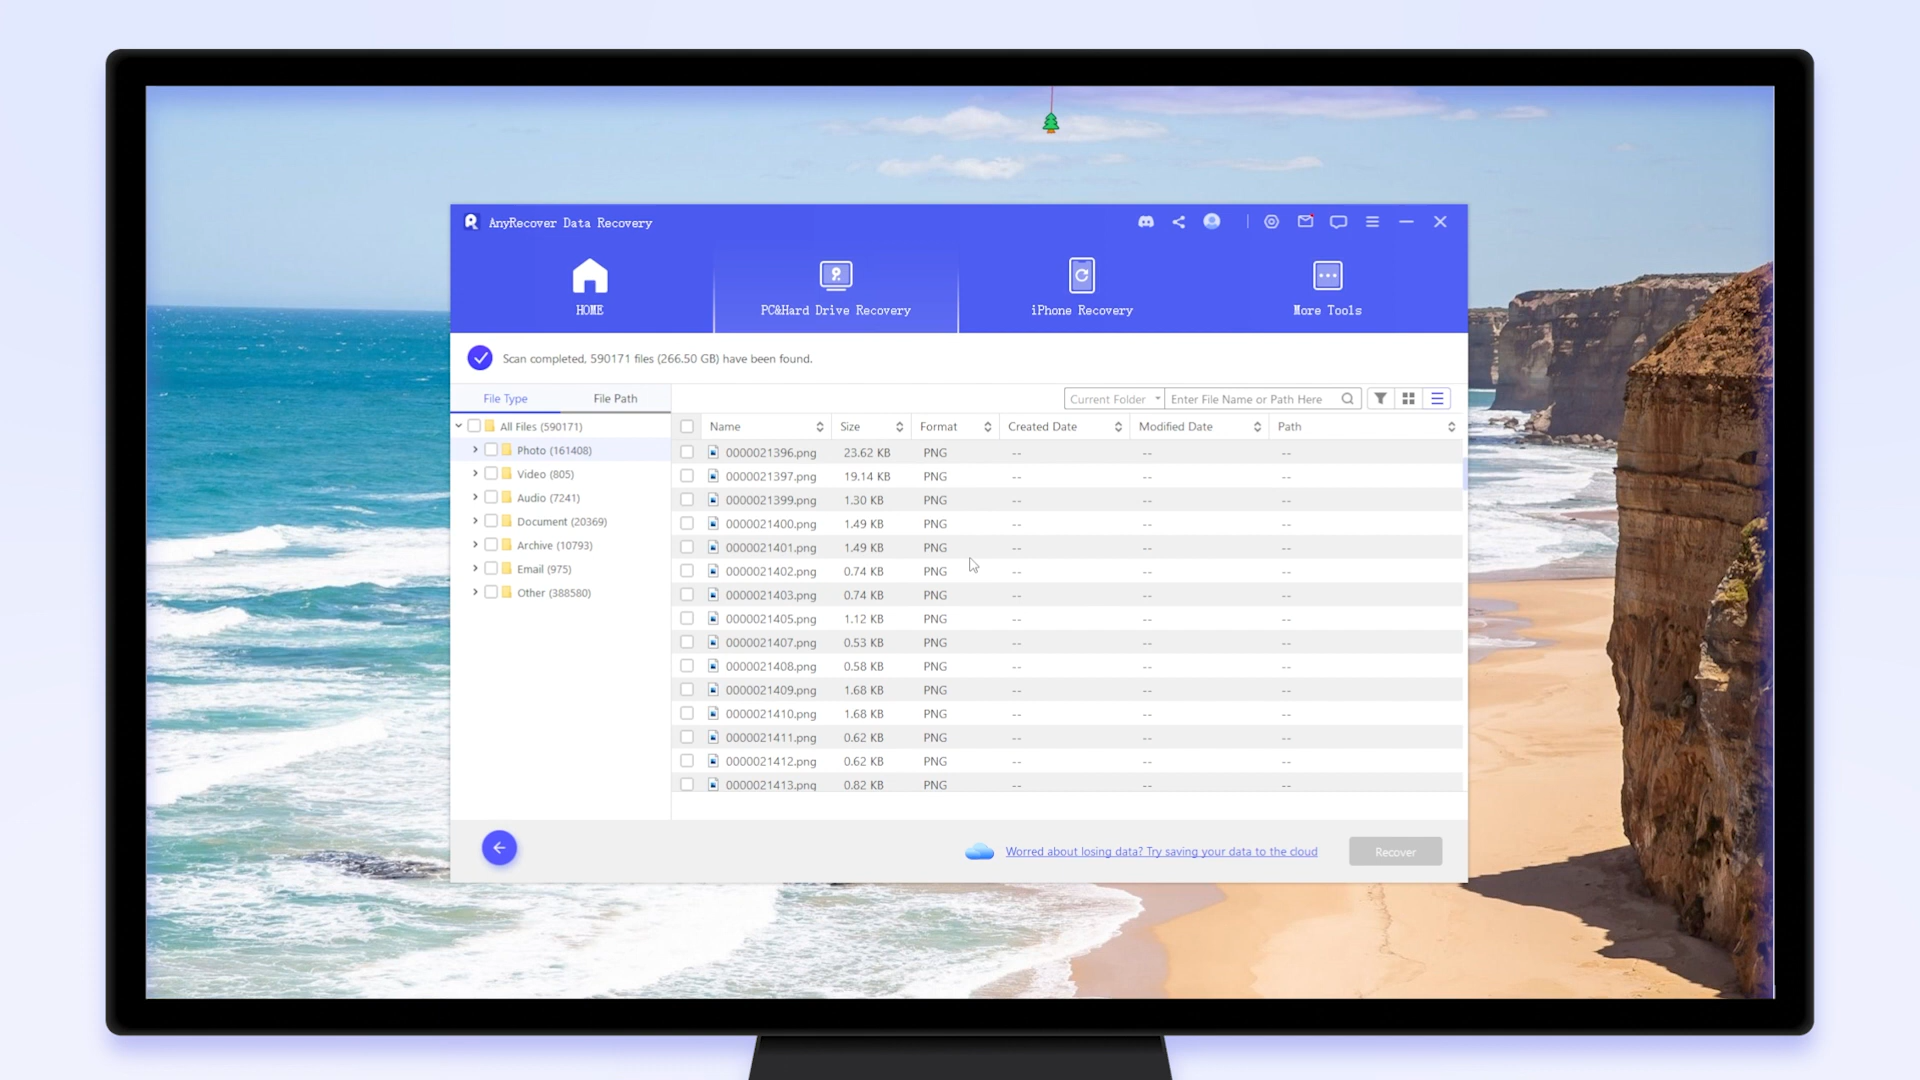 AnyRecover Data Recovery
HOME
PC&Hard Drive Recovery
iPhone Recovery
More Tools
Scan completed, 590171 files (266.50 GB) have been found.
File Type File Path
Current Folder Enter File Name or Path Here
All Files (590171)
Photo (161408)
Video (805)
Audio (7241)
Document (20369)
Archive (10793)
Email (975)
Other (388580)
Name Size Format Created Date Modified Date Path
0000021396.png 23.62 KB PNG -- -- --
0000021397.png 19.14 KB PNG -- -- --
0000021399.png 1.30 KB PNG -- -- --
0000021400.png 1.49 KB PNG -- -- --
0000021401.png 1.49 KB PNG -- -- --
0000021402.png 0.74 KB PNG -- -- --
0000021403.png 0.74 KB PNG -- -- --
0000021405.png 1.12 KB PNG -- -- --
0000021407.png 0.53 KB PNG -- -- --
0000021408.png 0.58 KB PNG -- -- --
0000021409.png 1.68 KB PNG -- -- --
0000021410.png 1.68 KB PNG -- -- --
0000021411.png 0.62 KB PNG -- -- --
0000021412.png 0.62 KB PNG -- -- --
0000021413.png 0.82 KB PNG -- -- --
Worred about losing data? Try saving your data to the cloud
Recover